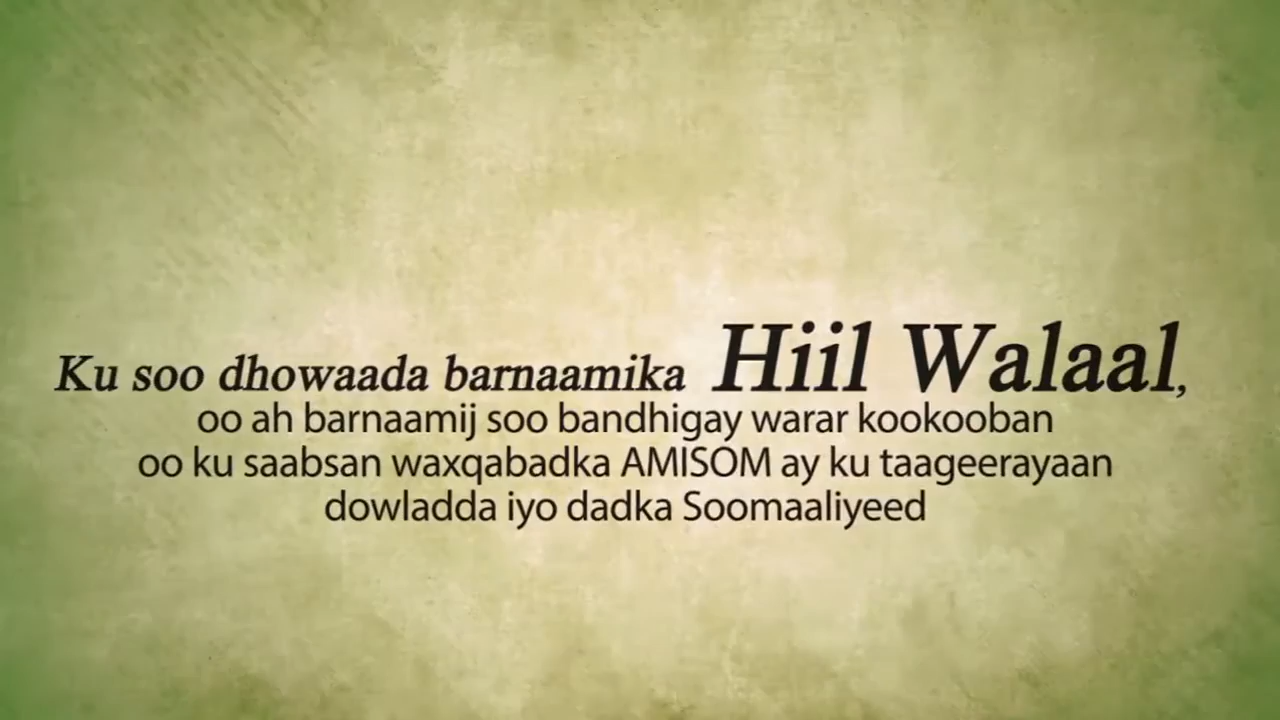 Ku soo dhowaada barnaamika Hiil Walaal,
oo ah barnaamij soo bandhigay warar kookooban
oo ku saabsan waxqabadka AMISOM ay ku taageerayaan
dowladda iyo dadka Soomaaliyeed